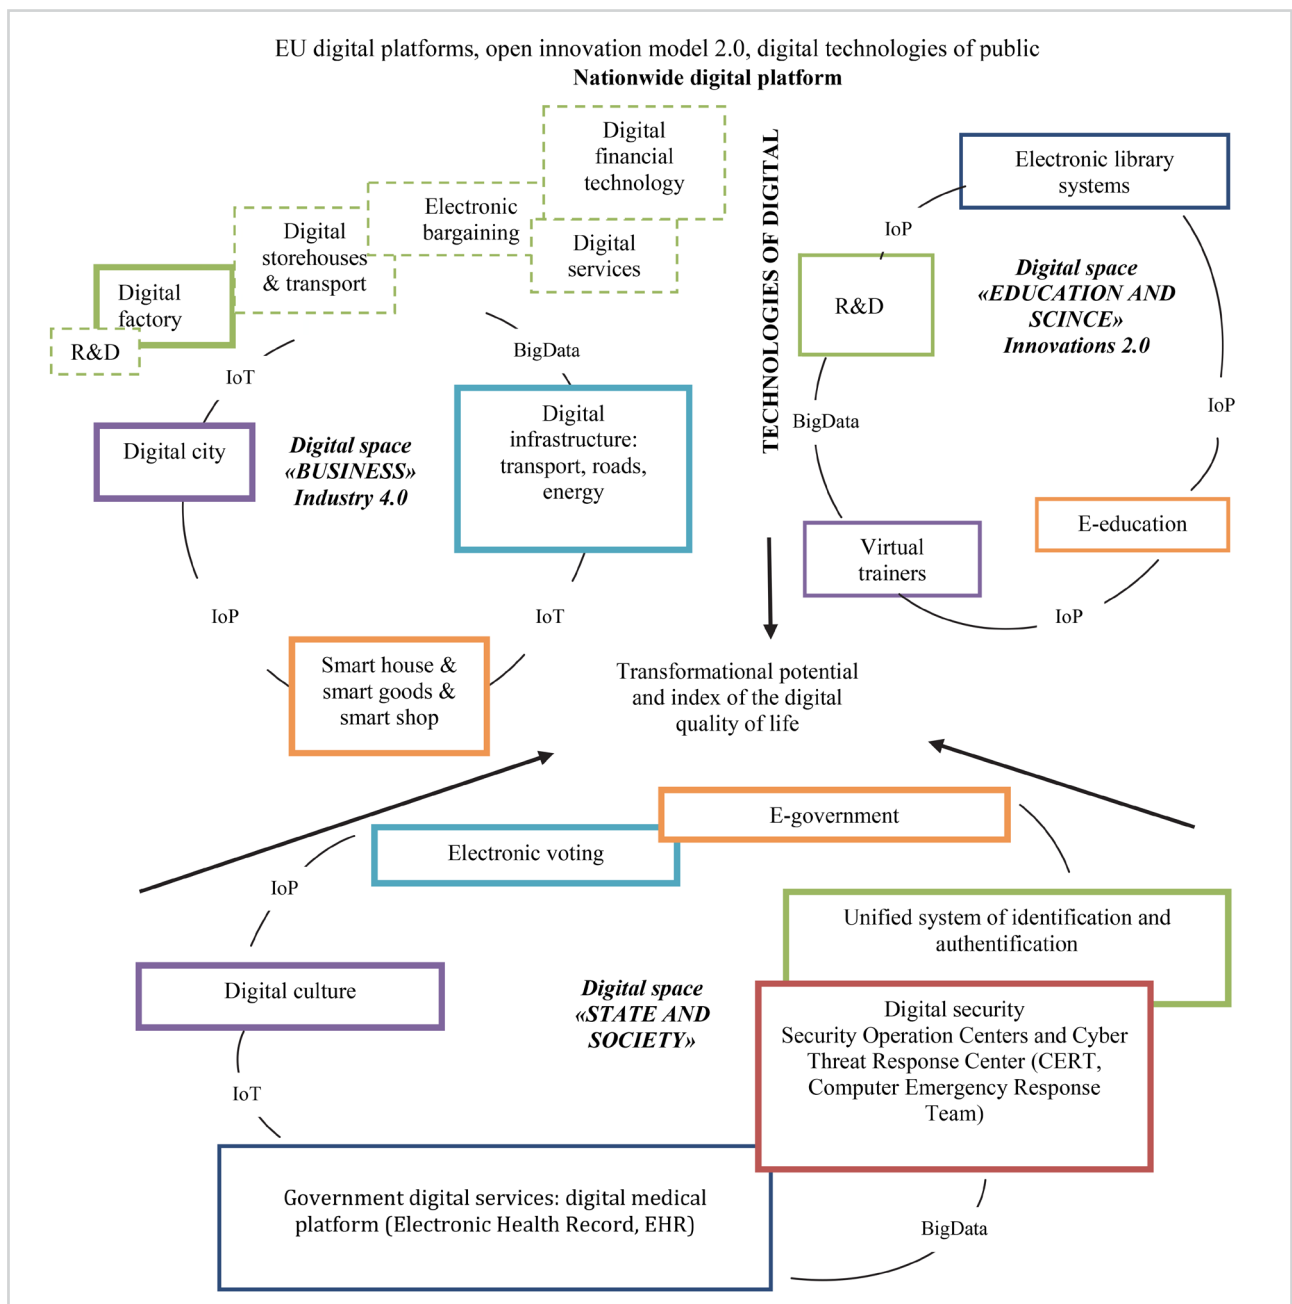 EU digital platforms, open innovation model 2.0, digital technologies of public
Nationwide digital platform
Digital
financial
technology
Electronic
bargaining
Digital
services
Digital
storehouses
& transport
Digital
factory
R&D
IoT
BigData
Digital city
Digital space
«BUSINESS»
Industry 4.0
Digital
infrastructure:
transport, roads,
energy
IoP
IoT
Smart house &
smart goods &
smart shop
TECHNOLOGIES OF DIGITAL
Electronic library
systems
IoP
R&D
Digital space
«EDUCATION AND
SCINCE»
Innovations 2.0
BigData
IoP
E-education
Virtual
trainers
IoP
Transformational potential
and index of the digital
quality of life
E-government
Electronic voting
IoP
Unified system of identification and
authentification
Digital culture
Digital space
«STATE AND
SOCIETY»
Digital security
Security Operation Centers and Cyber
Threat Response Center (CERT,
Computer Emergency Response
Team)
IoT
Government digital services: digital medical
platform (Electronic Health Record, EHR)
BigData